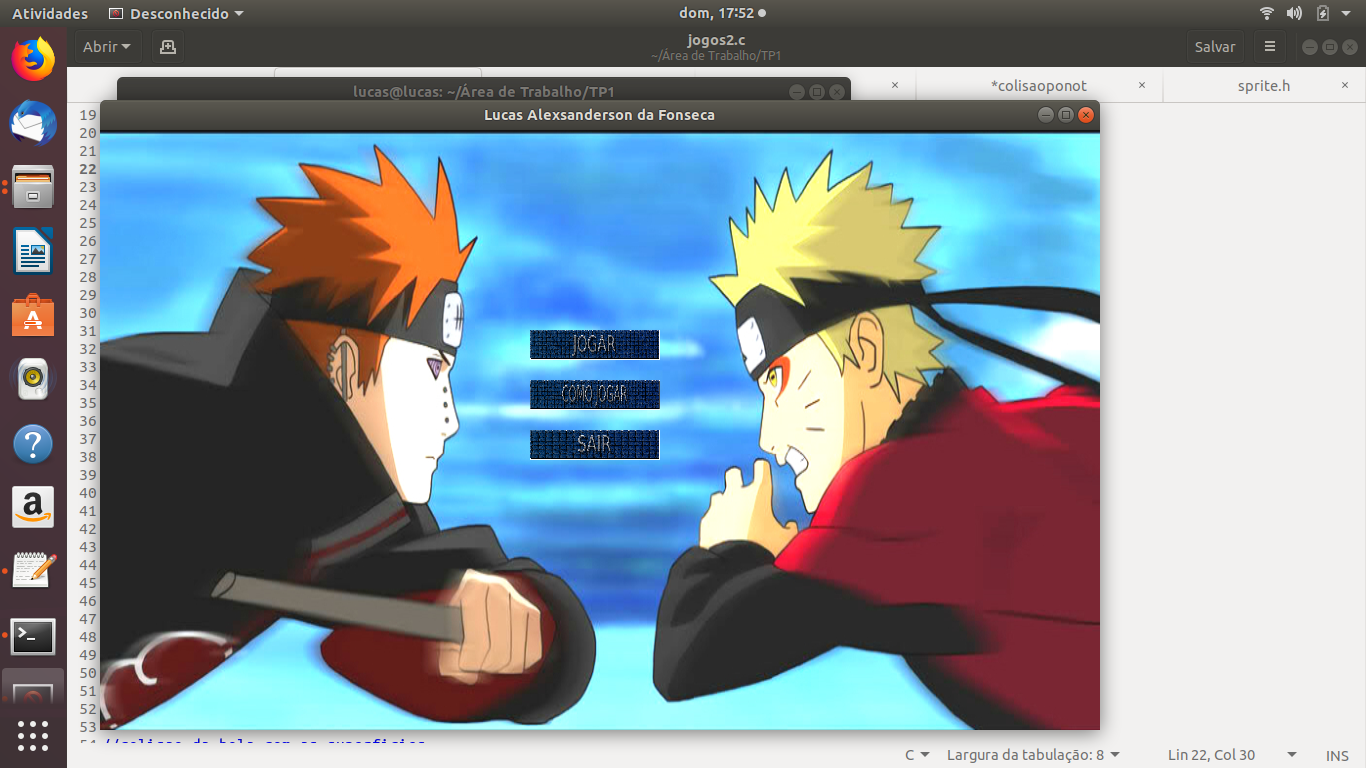 Atividades
Desconhecido
dom, 17:52
Abrir
jogos2.c
~/Área de Trabalho/TP1
Salvar
*colisaoponot
sprite.h
lucas@lucas: ~/Área de Trabalho/TP1
Lucas Alexsanderson da Fonseca
19
20
21
22
23
24
25
26
27
28
29
30
31
32
33
34
35
36
37
38
39
40
41
42
43
44
45
46
47
48
49
50
51
52
53
JOGAR
COMO JOGAR
SAIR
C
Largura da tabulação: 8
Lin 22, Col 30
INS